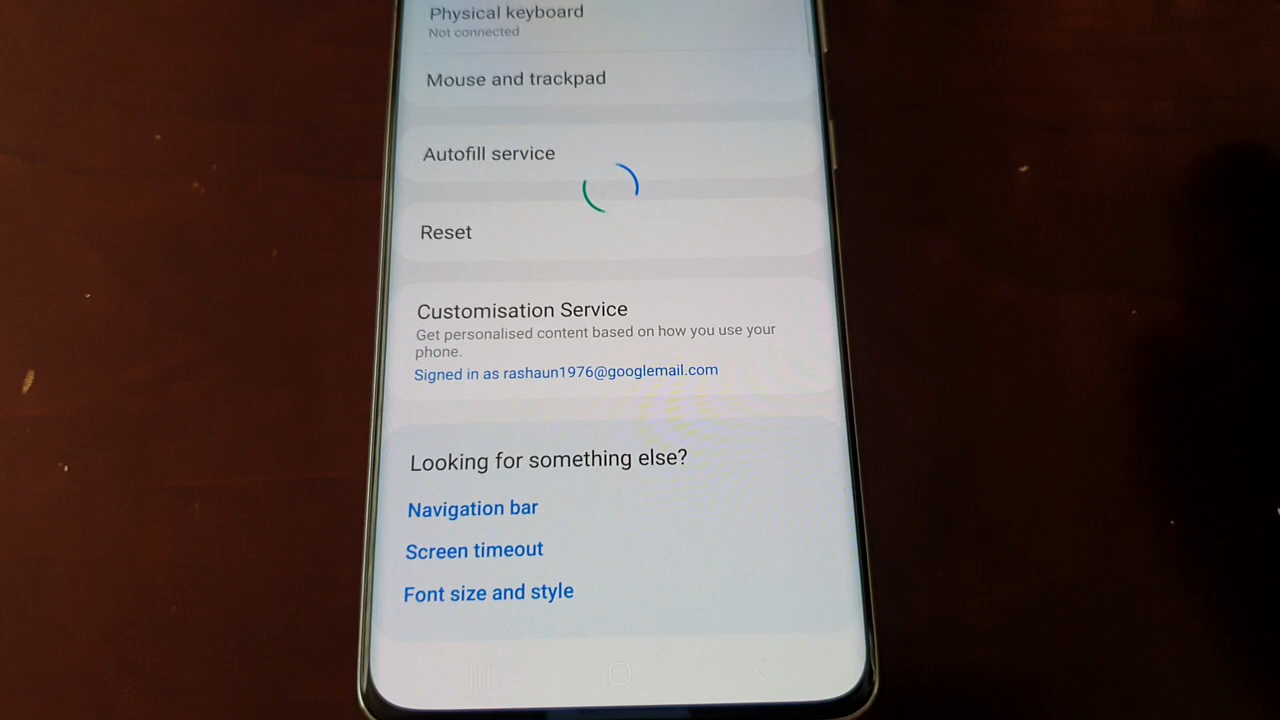 Physical keyboard
Not connected
Mouse and trackpad
Autofill service
Reset
Customisation Service
Get personalised content based on how you use your
phone.
Signed in as rashaun1976@googlemail.com
Looking for something else?
Navigation bar
Screen timeout
Font size and style